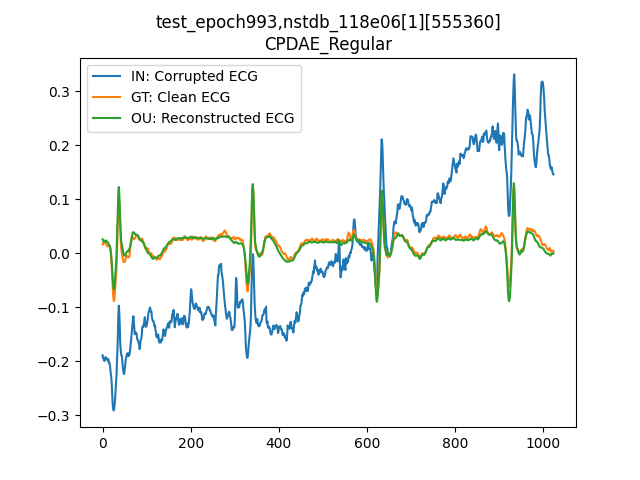 test_epoch993,nstdb_118e06[1][555360]
CPDAE_Regular
IN: Corrupted ECG
GT: Clean ECG
OU: Reconstructed ECG
0.3
0.2
0.1
0.0
−0.1
−0.2
−0.3
0
200
400
600
800
1000